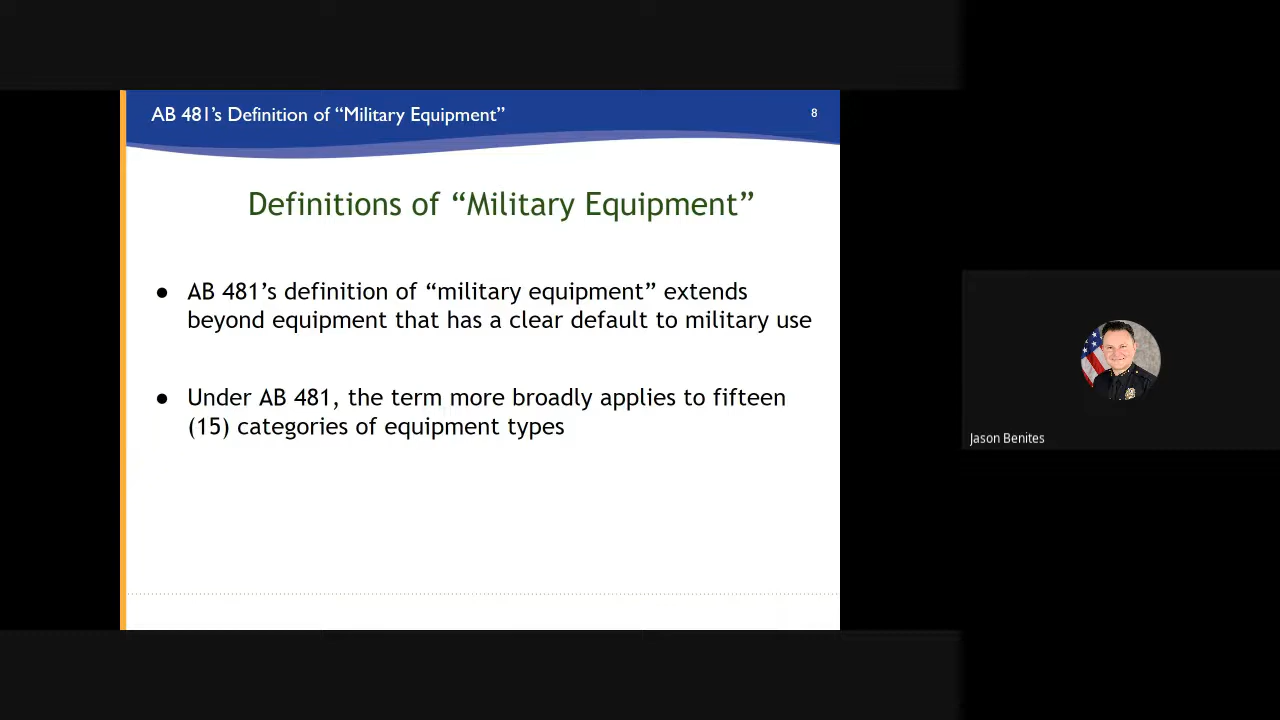 AB 481’s Definition of “Military Equipment”
8
Definitions of “Military Equipment”
● AB 481’s definition of “military equipment” extends
beyond equipment that has a clear default to military use
● Under AB 481, the term more broadly applies to fifteen
(15) categories of equipment types
Jason Benites